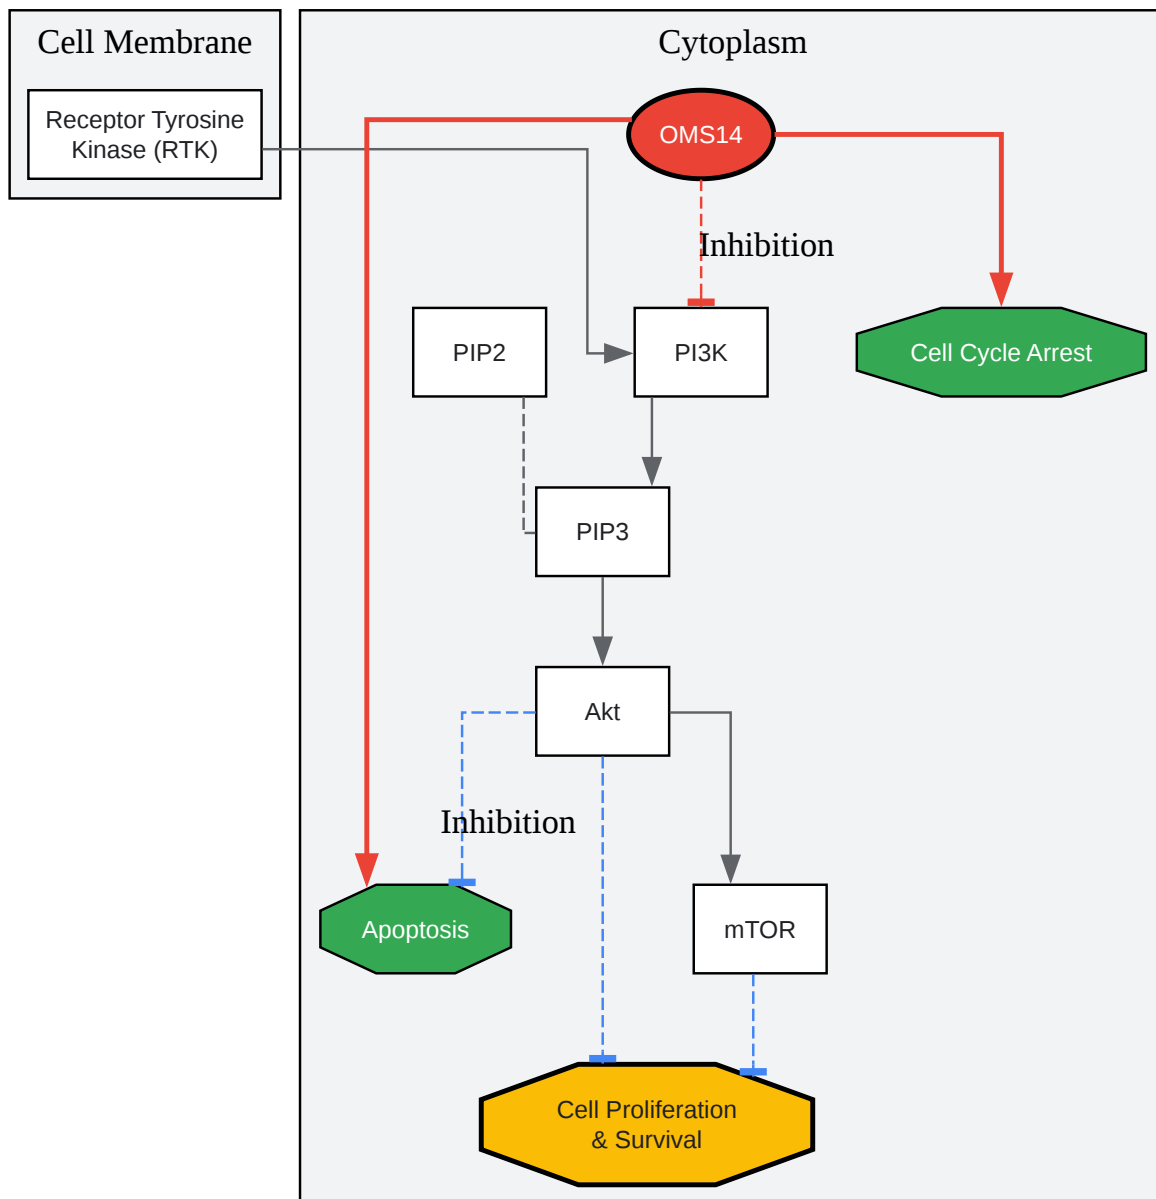 Cell Membrane
Cytoplasm
Receptor Tyrosine
Kinase (RTK)
OMS14
Inhibition
PIP2
PI3K
Cell Cycle Arrest
PIP3
Akt
Inhibition
Apoptosis
mTOR
Cell Proliferation
& Survival